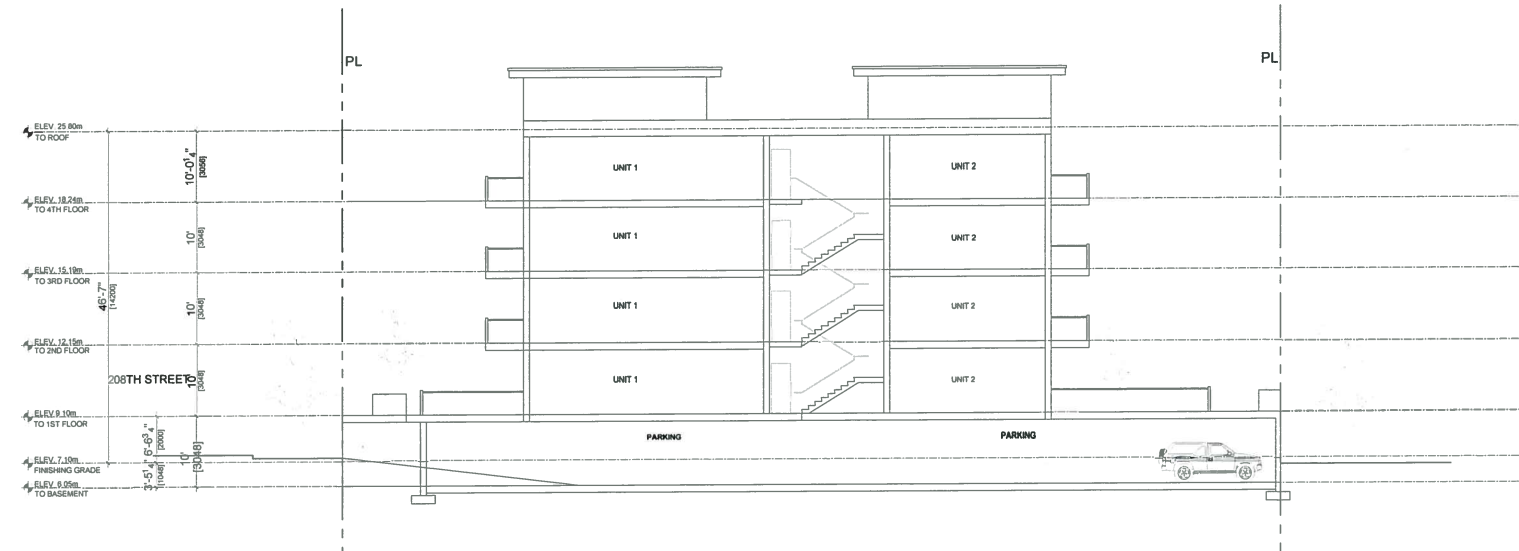 PL
PL
ELEV. 25.60m
TO ROOF
10'-0 1/4"
[3056]
UNIT 1
UNIT 2
ELEV. 18.24m
TO 4TH FLOOR
10'
[3048]
UNIT 1
UNIT 2
ELEV. 15.19m
TO 3RD FLOOR
46'-7"
[14200]
10'
[3048]
UNIT 1
UNIT 2
ELEV. 12.15m
TO 2ND FLOOR
208TH STREET
10'
[3048]
UNIT 1
UNIT 2
ELEV 9.10m
TO 1ST FLOOR
6'-6 3/4"
[2000]
10'
[3048]
PARKING
PARKING
ELEV. 7.10m
FINISHING GRADE
3'-5 1/4"
[1048]
ELEV. 6.05m
TO BASEMENT